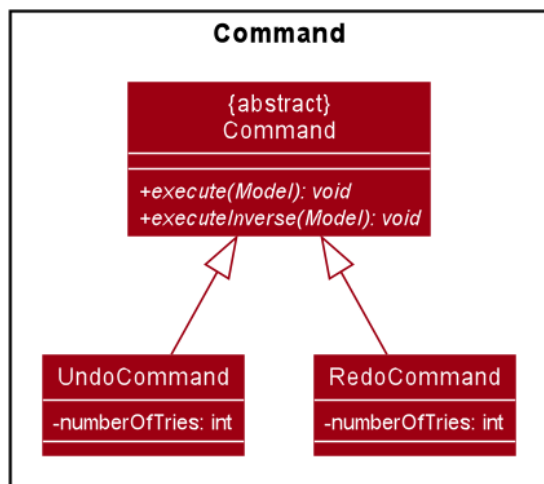 Command
{abstract}
Command
+execute(Model): void
+executeInverse(Model): void
UndoCommand
-numberOfTries: int
RedoCommand
-numberOfTries: int